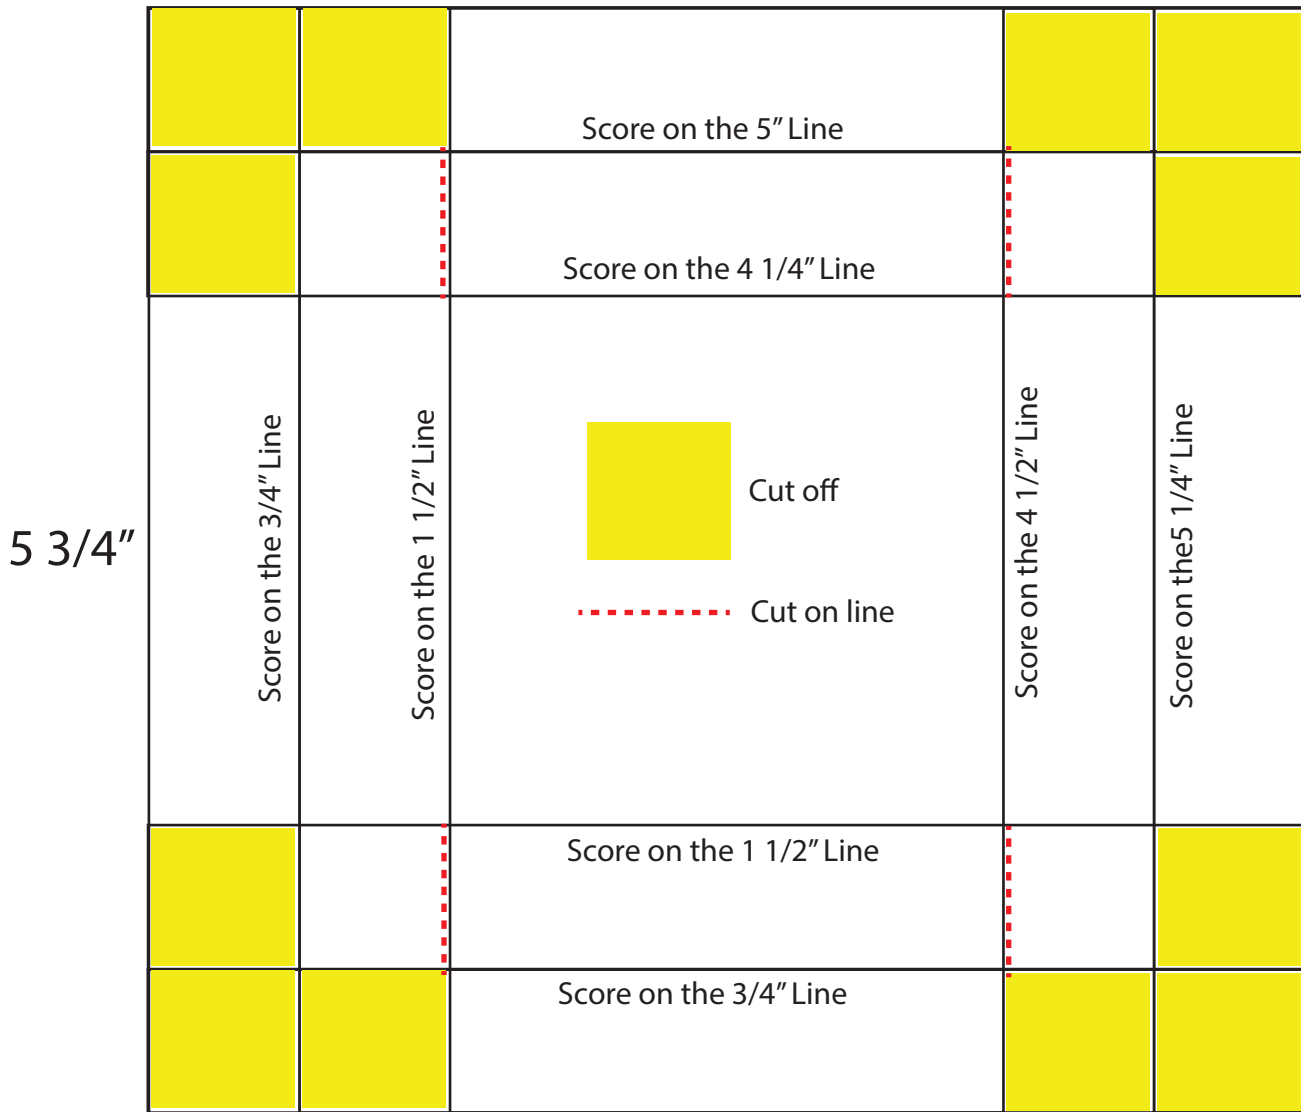 Score on the 5” Line
Score on the 4 1/4” Line
5 3/4”
Score on the 3/4” Line
Score on the 1 1/2” Line
Cut off
Cut on line
Score on the 4 1/2” Line
Score on the5 1/4” Line
Score on the 1 1/2” Line
Score on the 3/4” Line